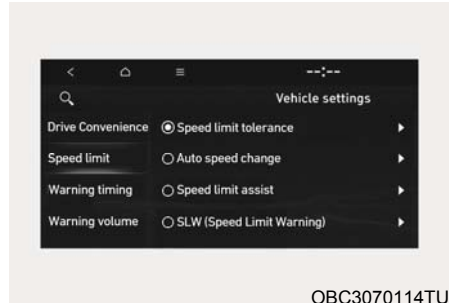 --:--
Vehicle settings
Drive Convenience
Speed limit tolerance
Speed limit
Auto speed change
Warning timing
Speed limit assist
Warning volume
SLW (Speed Limit Warning)
OBC3070114TU